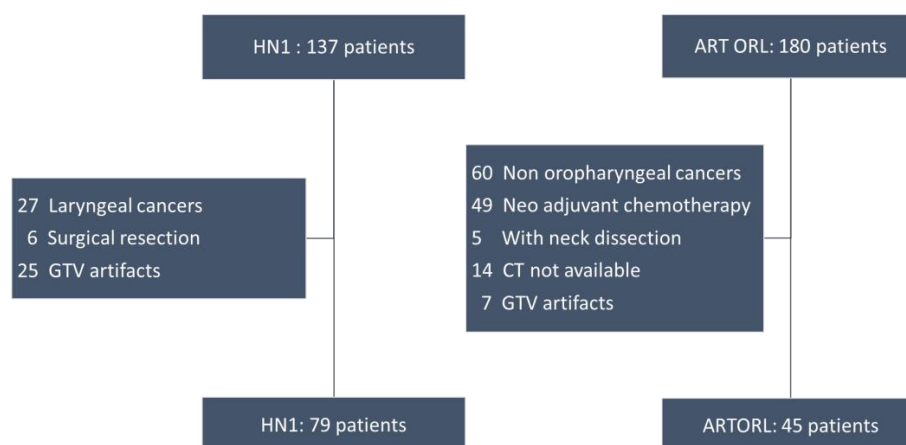 HN1 : 137 patients
ART ORL: 180 patients
27 Laryngeal cancers
6 Surgical resection
25 GTV artifacts
60 Non oropharyngeal cancers
49 Neo adjuvant chemotherapy
5 With neck dissection
14 CT not available
7 GTV artifacts
HN1: 79 patients
ARTORL: 45 patients